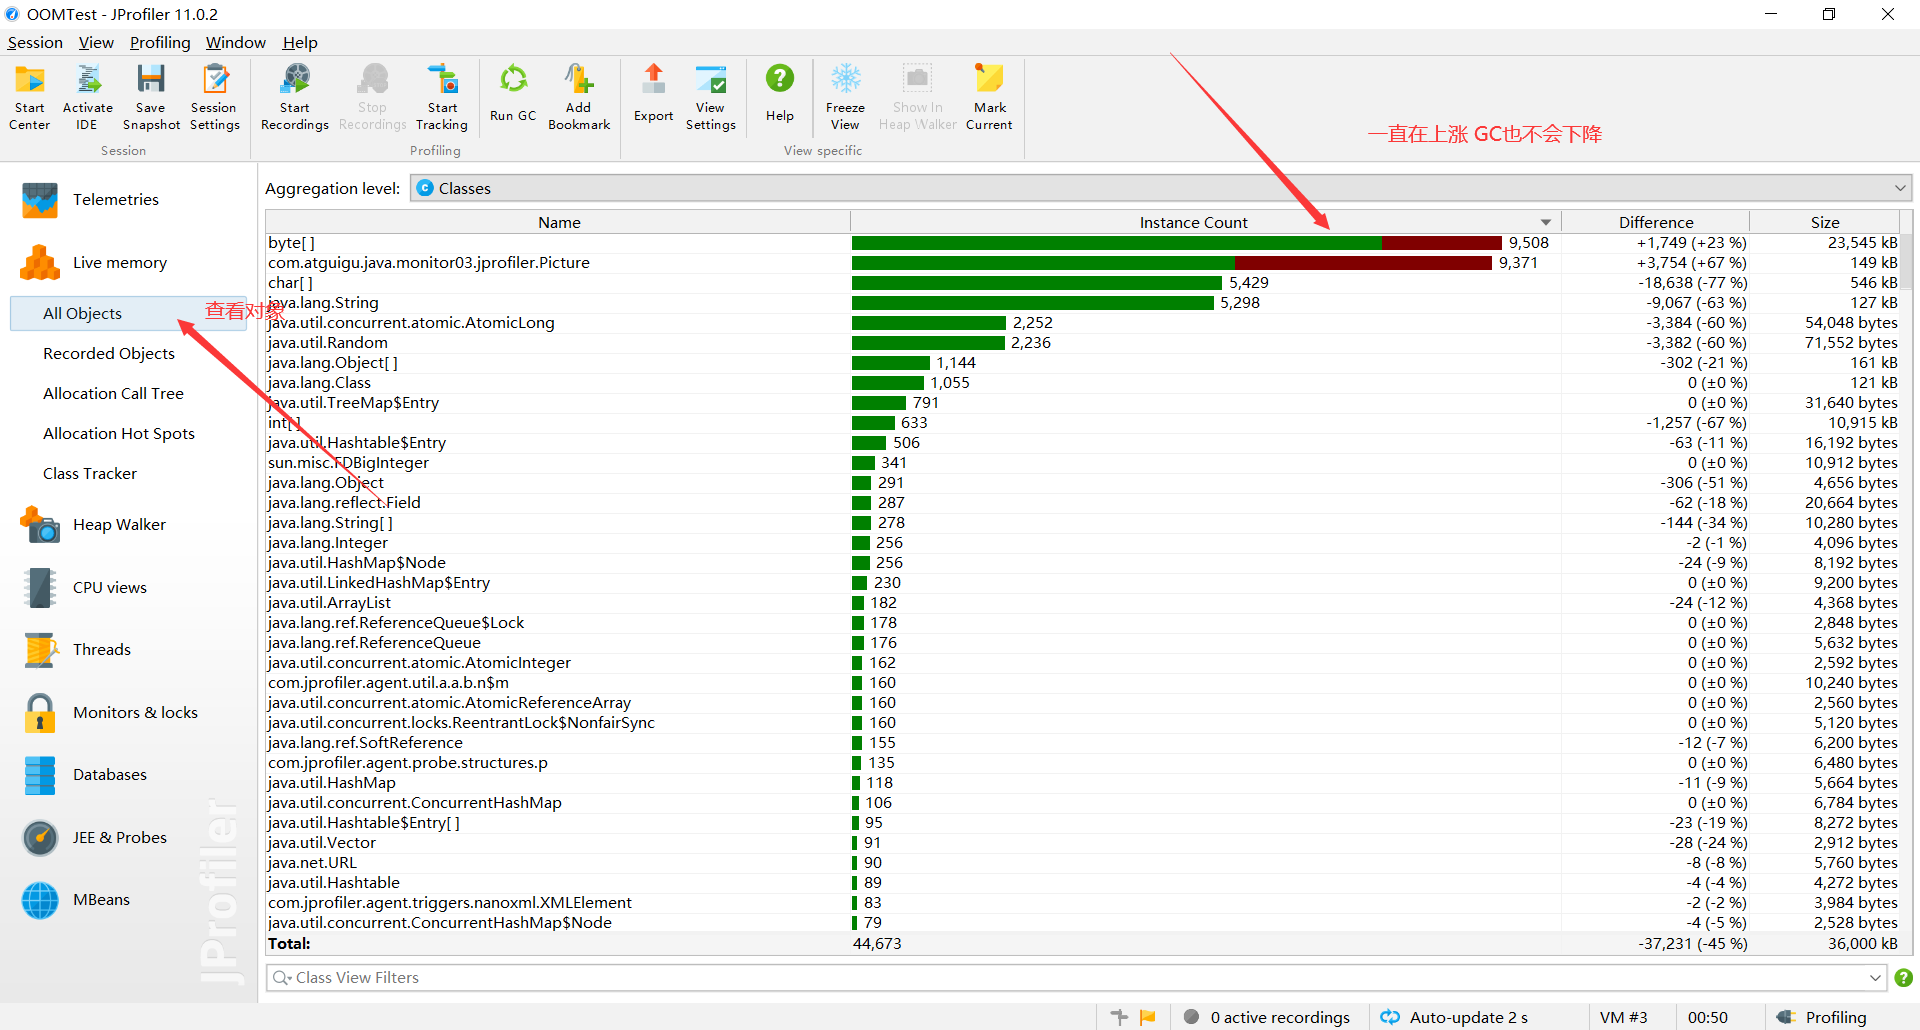 OOMTest - JProfiler 11.0.2
Session View Profiling Window Help
Start Center
Activate IDE
Save Snapshot
Session Settings
Start Recordings
Stop Recordings
Start Tracking
Run GC
Add Bookmark
Export
View Settings
Help
Freeze View
Show In Heap Walker
Mark Current
Session
Profiling
View specific
一直在上涨 GC也不会下降
Telemetries
Live memory
All Objects
查看对象
Recorded Objects
Allocation Call Tree
Allocation Hot Spots
Class Tracker
Heap Walker
CPU views
Threads
Monitors & locks
Databases
JEE & Probes
MBeans
JProfiler
Aggregation level: Classes
Name Instance Count Difference Size
byte[ ] 9,508 +1,749 (+23 %) 23,545 kB
com.atguigu.java.monitor03.jprofiler.Picture 9,371 +3,754 (+67 %) 149 kB
char[ ] 5,429 -18,638 (-77 %) 546 kB
java.lang.String 5,298 -9,067 (-63 %) 127 kB
java.util.concurrent.atomic.AtomicLong 2,252 -3,384 (-60 %) 54,048 bytes
java.util.Random 2,236 -3,382 (-60 %) 71,552 bytes
java.lang.Object[ ] 1,144 -302 (-21 %) 161 kB
java.lang.Class 1,055 0 (±0 %) 121 kB
java.util.TreeMap$Entry 791 0 (±0 %) 31,640 bytes
int[ ] 633 -1,257 (-67 %) 10,915 kB
java.util.Hashtable$Entry 506 -63 (-11 %) 16,192 bytes
sun.misc.FDBigInteger 341 0 (±0 %) 10,912 bytes
java.lang.Object 291 -306 (-51 %) 4,656 bytes
java.lang.reflect.Field 287 -62 (-18 %) 20,664 bytes
java.lang.String[ ] 278 -144 (-34 %) 10,280 bytes
java.lang.Integer 256 -2 (-1 %) 4,096 bytes
java.util.HashMap$Node 256 -24 (-9 %) 8,192 bytes
java.util.LinkedHashMap$Entry 230 0 (±0 %) 9,200 bytes
java.util.ArrayList 182 -24 (-12 %) 4,368 bytes
java.lang.ref.ReferenceQueue$Lock 178 0 (±0 %) 2,848 bytes
java.lang.ref.ReferenceQueue 176 0 (±0 %) 5,632 bytes
java.util.concurrent.atomic.AtomicInteger 162 0 (±0 %) 2,592 bytes
com.jprofiler.agent.util.a.a.b.n$m 160 0 (±0 %) 10,240 bytes
java.util.concurrent.atomic.AtomicReferenceArray 160 0 (±0 %) 2,560 bytes
java.util.concurrent.locks.ReentrantLock$NonfairSync 160 0 (±0 %) 5,120 bytes
java.lang.ref.SoftReference 155 -12 (-7 %) 6,200 bytes
com.jprofiler.agent.probe.structures.p 135 0 (±0 %) 6,480 bytes
java.util.HashMap 118 -11 (-9 %) 5,664 bytes
java.util.concurrent.ConcurrentHashMap 106 0 (±0 %) 6,784 bytes
java.util.Hashtable$Entry[ ] 95 -23 (-19 %) 8,272 bytes
java.util.Vector 91 -28 (-24 %) 2,912 bytes
java.net.URL 90 -8 (-8 %) 5,760 bytes
java.util.Hashtable 89 -4 (-4 %) 4,272 bytes
com.jprofiler.agent.triggers.nanoxml.XMLElement 83 -2 (-2 %) 3,984 bytes
java.util.concurrent.ConcurrentHashMap$Node 79 -4 (-5 %) 2,528 bytes
Total: 44,673 -37,231 (-45 %) 36,000 kB
Class View Filters
0 active recordings Auto-update 2 s VM #3 00:50 Profiling